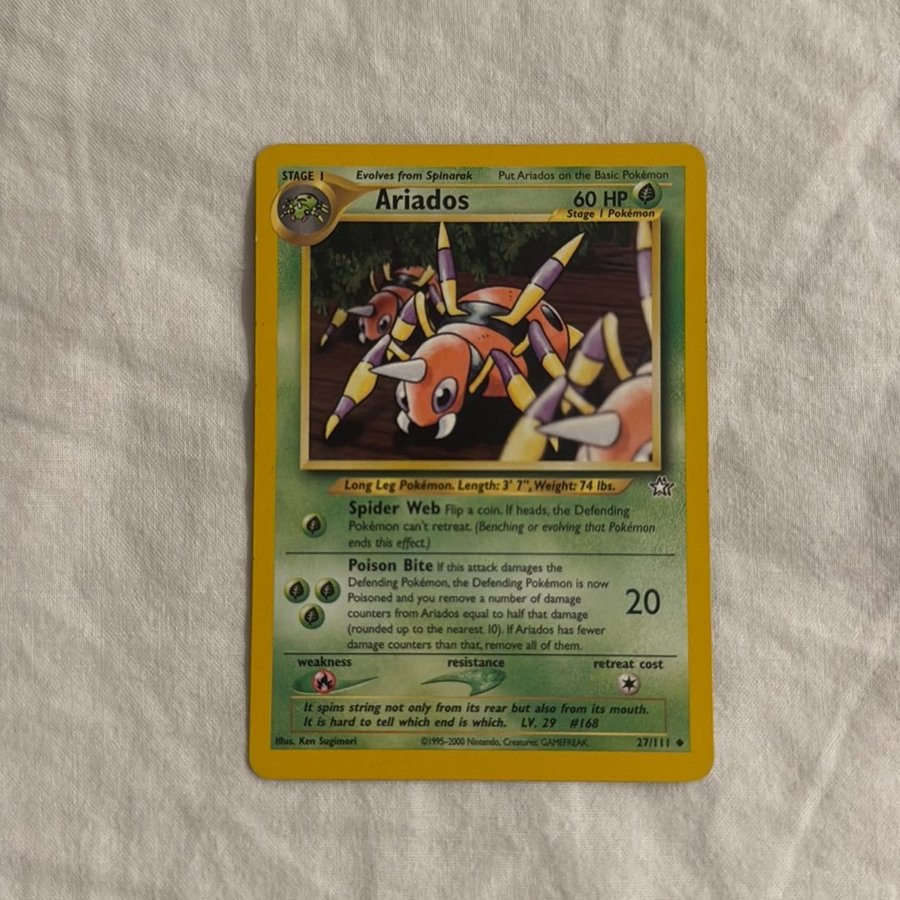 STAGE 1 Evolves from Spinarak Put Ariados on the Basic Pokémon
Ariados 60 HP
Stage 1 Pokémon
Long Leg Pokémon. Length: 3' 7", Weight: 74 lbs.
Spider Web Flip a coin. If heads, the Defending
Pokémon can't retreat. (Benching or evolving that Pokémon
ends this effect.)
Poison Bite If this attack damages the
Defending Pokémon, the Defending Pokémon is now
Poisoned and you remove a number of damage
counters from Ariados equal to half that damage
(rounded up to the nearest 10). If Ariados has fewer
damage counters than that, remove all of them.
20
weakness resistance retreat cost
It spins string not only from its rear but also from its mouth.
It is hard to tell which end is which. LV. 29 #168
Illus. Ken Sugimori ©1995-2000 Nintendo, Creatures, GAMEFREAK. 27/111